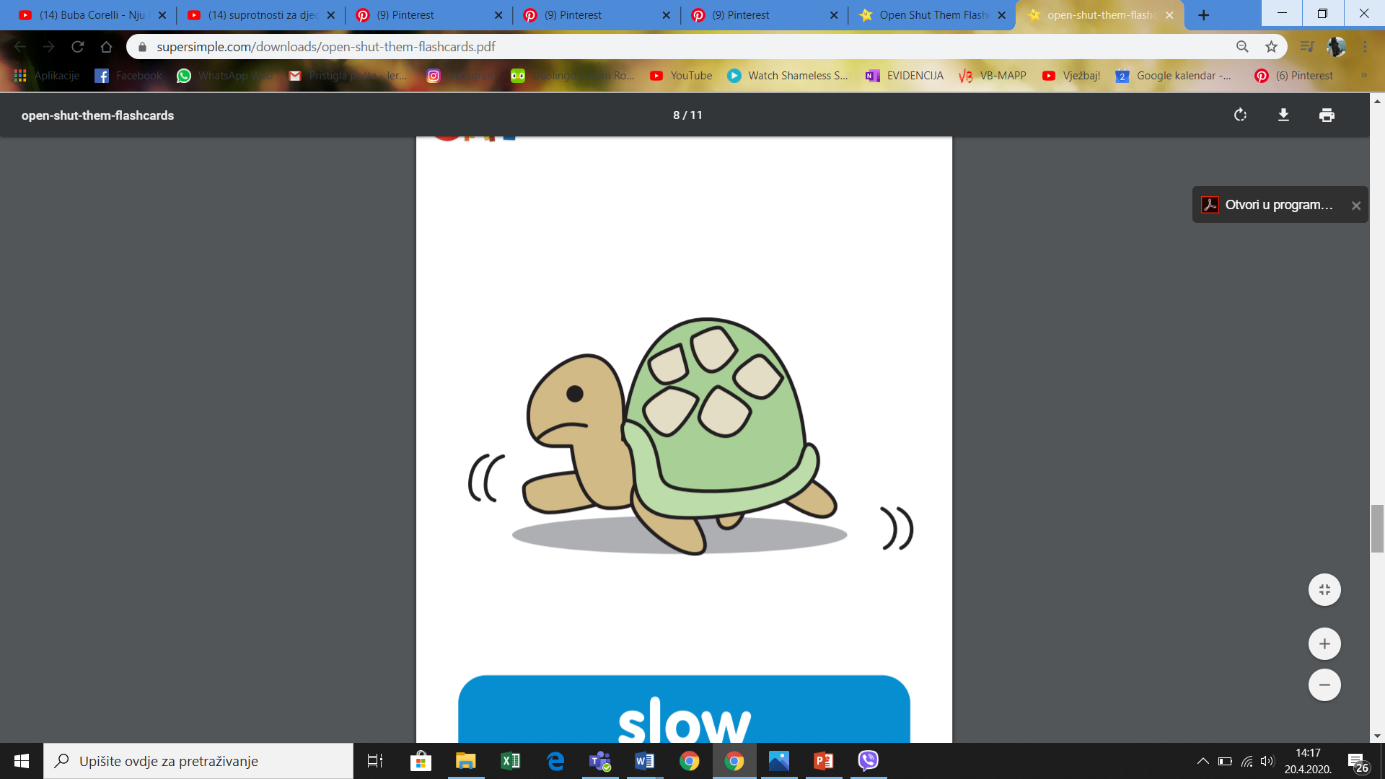 (14) Buba Corelli - Nju
(14) suprotnosti za djec
(9) Pinterest
(9) Pinterest
(9) Pinterest
Open Shut Them Flash
open-shut-them-flash
supersimple.com/downloads/open-shut-them-flashcards.pdf
Aplikacije
Facebook
WhatsApp
Pristigla
YouTube
Watch Shameless S...
EVIDENCIJA
VB-MAPP
Vježbaj!
Google kalendar -...
(6) Pinterest
»
open-shut-them-flashcards
8 / 11
Otvori u program...
slow
Upišite ovdje za pretraživanje
14:17
20.4.2020.
26